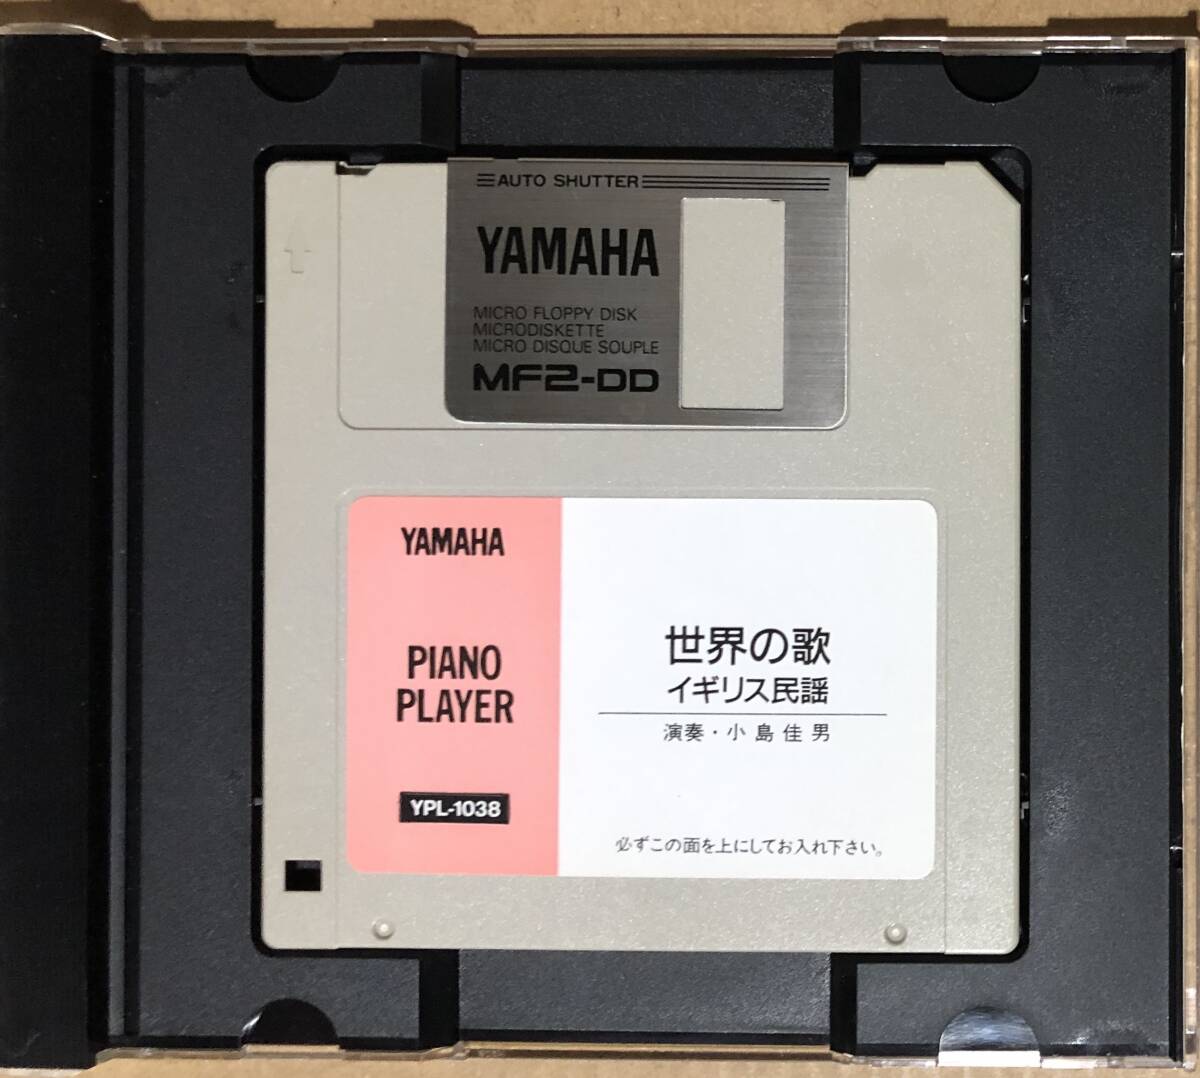 AUTO SHUTTER
YAMAHA
MICRO FLOPPY DISK
MICRODISKETTE
MICRO DISQUE SOUPLE
MF2-DD
YAMAHA
PIANO
PLAYER
YPL-1038
世界の歌
イギリス民謡
演奏・小島佳男
必ずこの面を上にしてお入れ下さい。